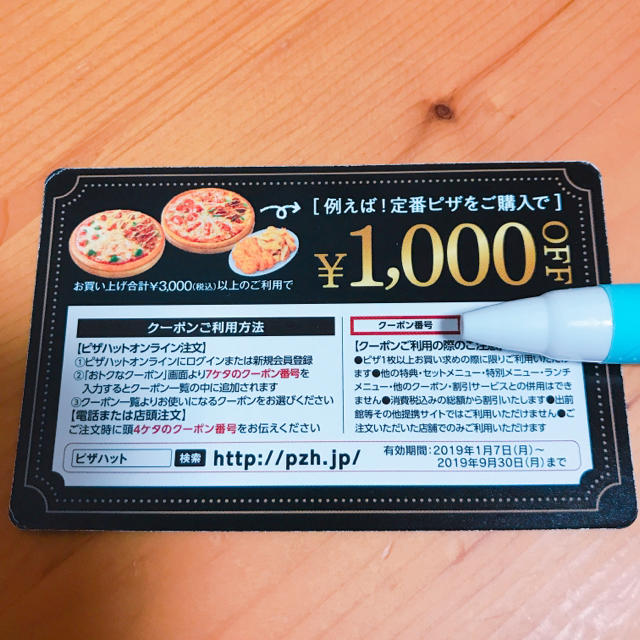 [例えば!定番ピザをご購入で]
¥1,000OFF
お買い上げ合計¥3,000(税込)以上のご利用で
クーポンご利用方法
【ピザハットオンライン注文】
①ピザハットオンラインにログインまたは新規会員登録
②「おトクなクーポン」画面より7ケタのクーポン番号を
入力するとクーポン一覧の中に追加されます
③クーポン一覧よりお使いになるクーポンをお選びください
【電話または店頭注文】
ご注文時に頭4ケタのクーポン番号をお伝えください
クーポン番号
【クーポンご利用の際のご注意
●ピザ1枚以上お買い求めの際に限りご利用いただけ
ます●他の特典・セットメニュー・特別メニュー・ランチ
メニュー・他のクーポン・割引サービスとの併用はでき
ません●消費税込みの総額から割引いたします●出前
館等その他提携サイトではご利用いただけません●ご
注文いただいた店舗でのみご利用いただけます
ピザハット 検索 http://pzh.jp/
有効期間:2019年1月7日(月)～
2019年9月30日(月)まで